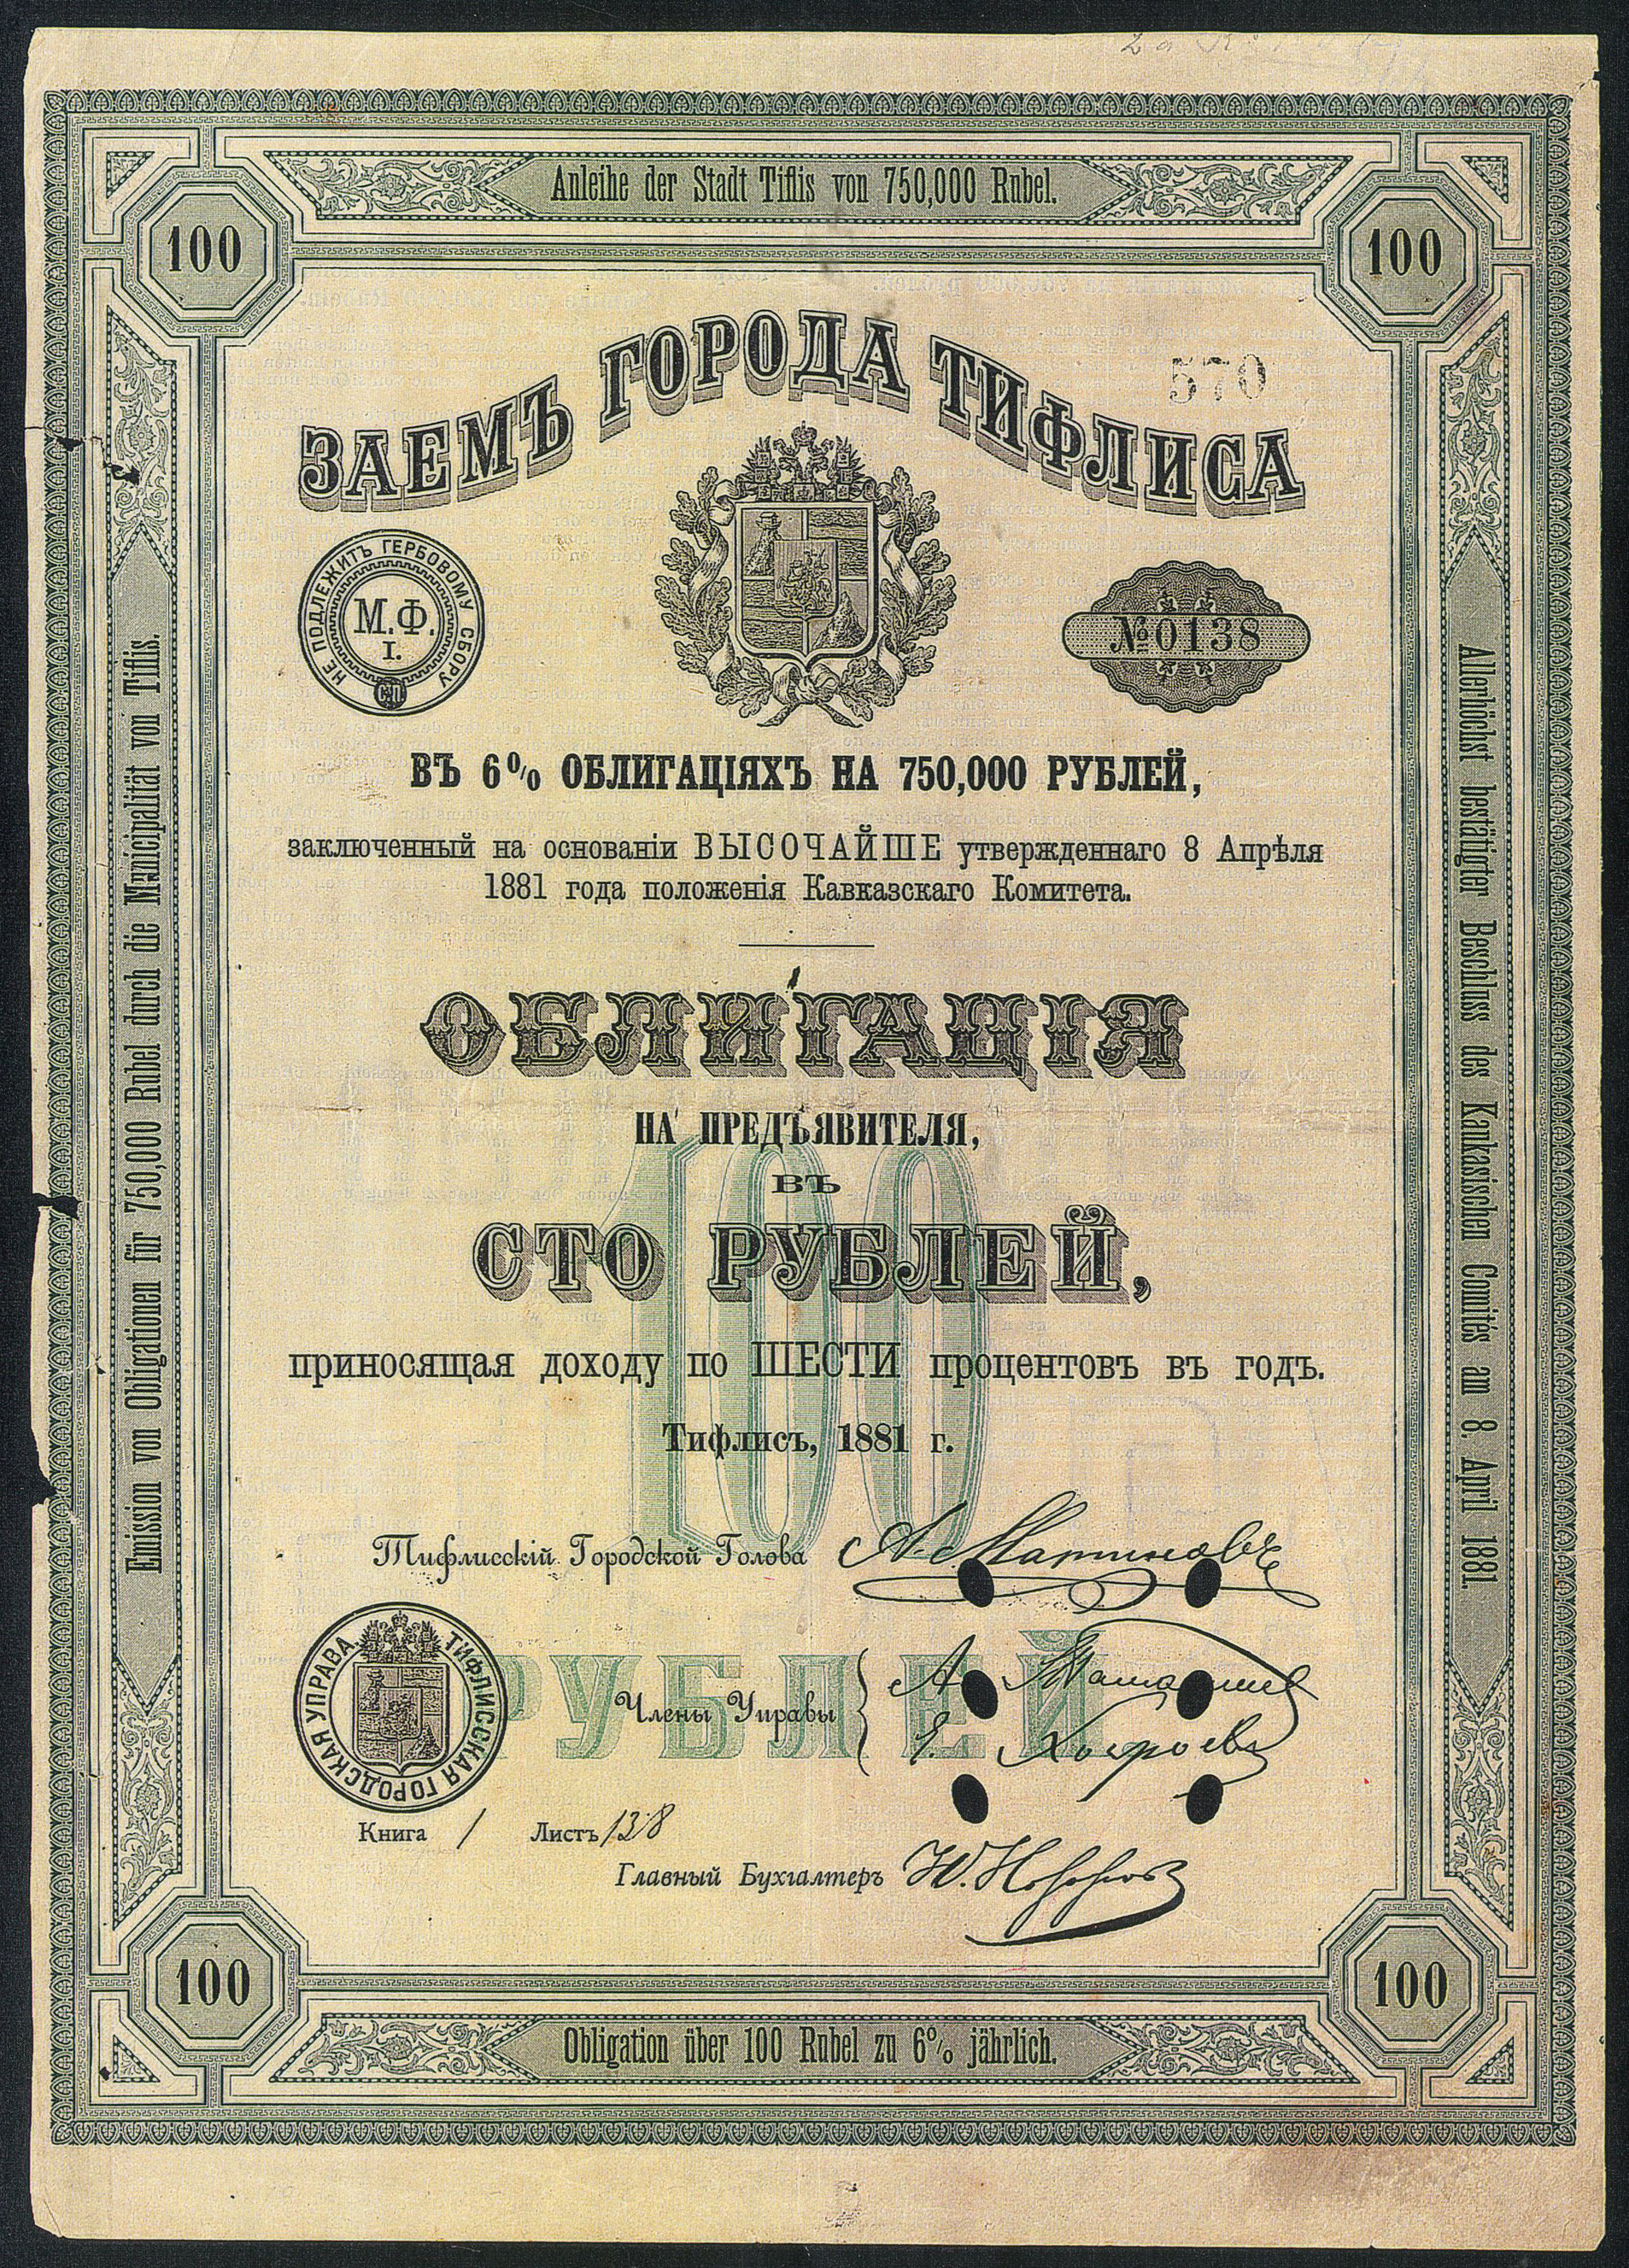 Anleihe der Stadt Tiflis von 750,000 Rubel.
100
100
ЗАЕМЪ ГОРОДА ТИФЛИСА
570
НЕ ПОДЛЕЖИТЪ ГЕРБОВОМУ СБОРУ
М.Ф.
I.
С.П.
№ 0138
Emission von Obligationen für 750,000 Rubel durch die Municipalität von Tiflis.
Allerhöchst bestätigter Beschluss des Kaukasischen Comités am 8. April 1881.
ВЪ 6% ОБЛИГАЦІЯХЪ НА 750,000 РУБЛЕЙ,
заключенный на основаніи ВЫСОЧАЙШЕ утвержденнаго 8 Апрѣля
1881 года положенія Кавказскаго Комитета.
ОБЛИГАЦІЯ
НА ПРЕДЪЯВИТЕЛЯ,
ВЪ
СТО РУБЛЕЙ,
100
приносящая доходу по ШЕСТИ процентовъ въ годъ.
Тифлисъ, 1881 г.
Тифлисскій Городской Голова А. Матиновъ
ТИФЛИССКАЯ ГОРОДСКАЯ УПРАВА
РУБЛЕЙ
Члены Управы
Книга 1 Листъ 138
Главный Бухгалтеръ
100
100
Obligation über 100 Rubel zu 6% jährlich.